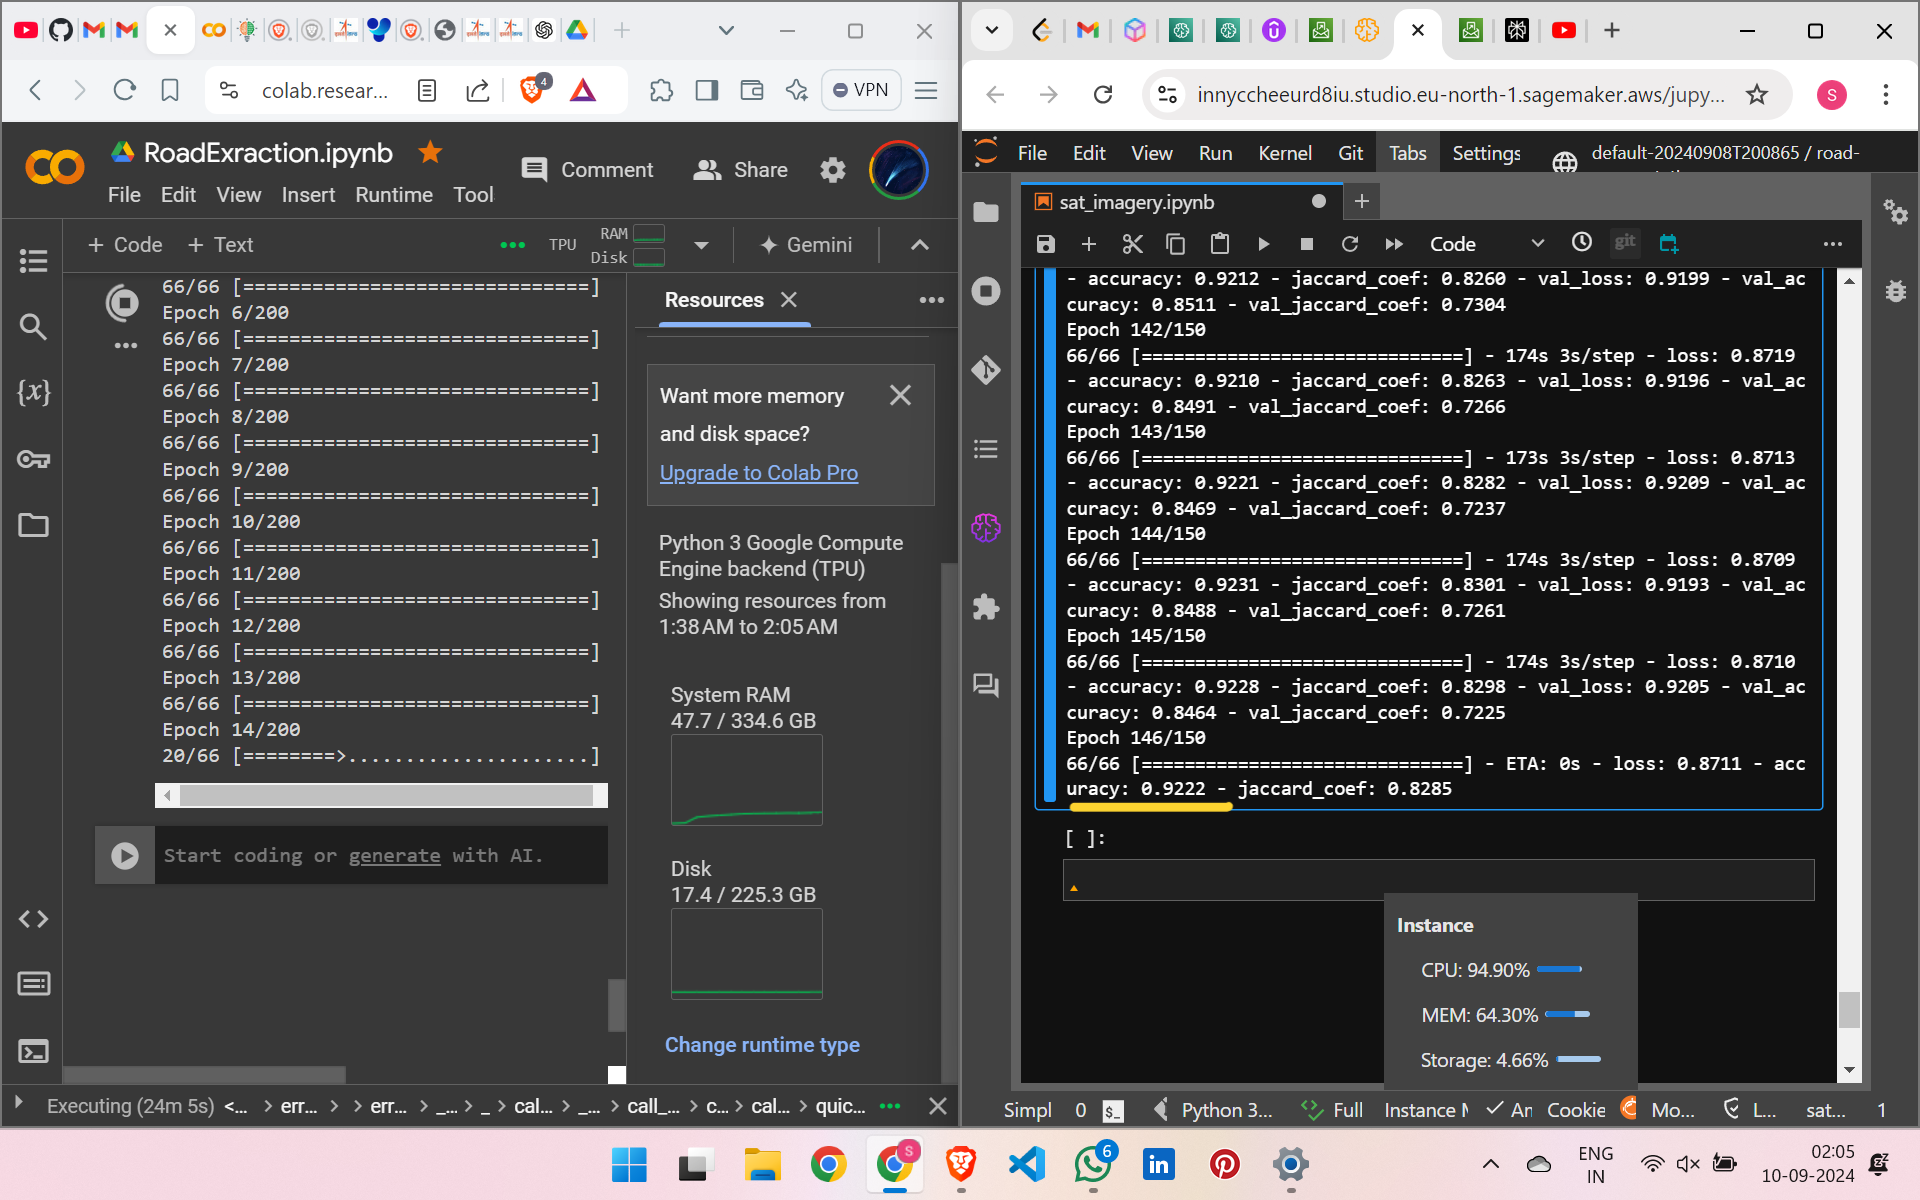 4
colab.resear...
VPN
RoadExraction.ipynb
Comment
Share
File Edit View Insert Runtime Tool
+ Code + Text
TPU
RAM
Disk
Gemini
66/66 [==============================]
Epoch 6/200
66/66 [==============================]
Epoch 7/200
66/66 [==============================]
Epoch 8/200
66/66 [==============================]
Epoch 9/200
66/66 [==============================]
Epoch 10/200
66/66 [==============================]
Epoch 11/200
66/66 [==============================]
Epoch 12/200
66/66 [==============================]
Epoch 13/200
66/66 [==============================]
Epoch 14/200
20/66 [========>.....................]
Start coding or generate with AI.
Resources
Want more memory
and disk space?
Upgrade to Colab Pro
Python 3 Google Compute
Engine backend (TPU)
Showing resources from
1:38 AM to 2:05 AM
System RAM
47.7 / 334.6 GB
Disk
17.4 / 225.3 GB
Change runtime type
Executing (24m 5s) <... > err... > > err... > _... > _ > cal... > _... > call_... > c... > cal... > quic...
innyccheeurd8iu.studio.eu-north-1.sagemaker.aws/jupy...
S
File Edit View Run Kernel Git Tabs Settings
default-20240908T200865 / road-
sat_imagery.ipynb
Code
git
- accuracy: 0.9212 - jaccard_coef: 0.8260 - val_loss: 0.9199 - val_ac
curacy: 0.8511 - val_jaccard_coef: 0.7304
Epoch 142/150
66/66 [==============================] - 174s 3s/step - loss: 0.8719
- accuracy: 0.9210 - jaccard_coef: 0.8263 - val_loss: 0.9196 - val_ac
curacy: 0.8491 - val_jaccard_coef: 0.7266
Epoch 143/150
66/66 [==============================] - 173s 3s/step - loss: 0.8713
- accuracy: 0.9221 - jaccard_coef: 0.8282 - val_loss: 0.9209 - val_ac
curacy: 0.8469 - val_jaccard_coef: 0.7237
Epoch 144/150
66/66 [==============================] - 174s 3s/step - loss: 0.8709
- accuracy: 0.9231 - jaccard_coef: 0.8301 - val_loss: 0.9193 - val_ac
curacy: 0.8488 - val_jaccard_coef: 0.7261
Epoch 145/150
66/66 [==============================] - 174s 3s/step - loss: 0.8710
- accuracy: 0.9228 - jaccard_coef: 0.8298 - val_loss: 0.9205 - val_ac
curacy: 0.8464 - val_jaccard_coef: 0.7225
Epoch 146/150
66/66 [==============================] - ETA: 0s - loss: 0.8711 - acc
uracy: 0.9222 - jaccard_coef: 0.8285
[ ]:
Instance
CPU: 94.90%
MEM: 64.30%
Storage: 4.66%
Simpl 0 Python 3... Full Instance M An Cookie Mo... L... sat... 1
S
6
ENG
IN
02:05
10-09-2024